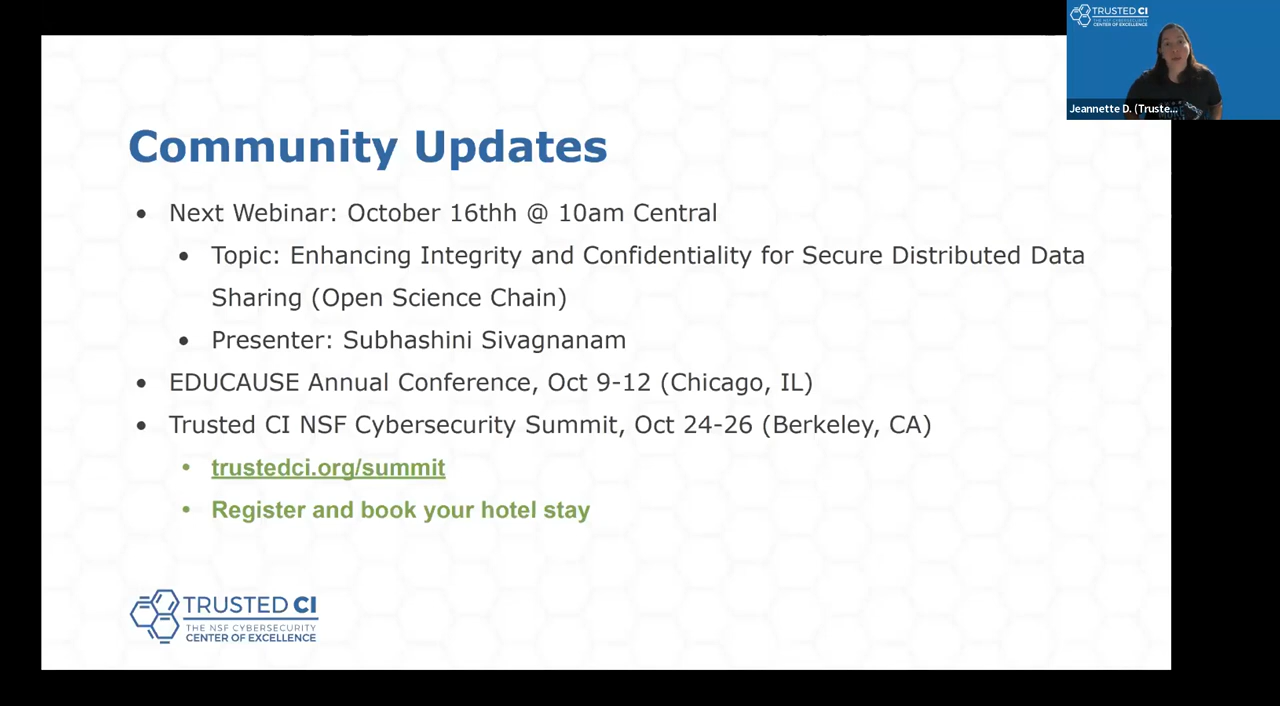 TRUSTED CI
THE NSF CYBERSECURITY
CENTER OF EXCELLENCE
Jeannette D. (Truste...
Community Updates
• Next Webinar: October 16thh @ 10am Central
• Topic: Enhancing Integrity and Confidentiality for Secure Distributed Data
Sharing (Open Science Chain)
• Presenter: Subhashini Sivagnanam
• EDUCAUSE Annual Conference, Oct 9-12 (Chicago, IL)
• Trusted CI NSF Cybersecurity Summit, Oct 24-26 (Berkeley, CA)
• trustedci.org/summit
• Register and book your hotel stay
TRUSTED CI
THE NSF CYBERSECURITY
CENTER OF EXCELLENCE